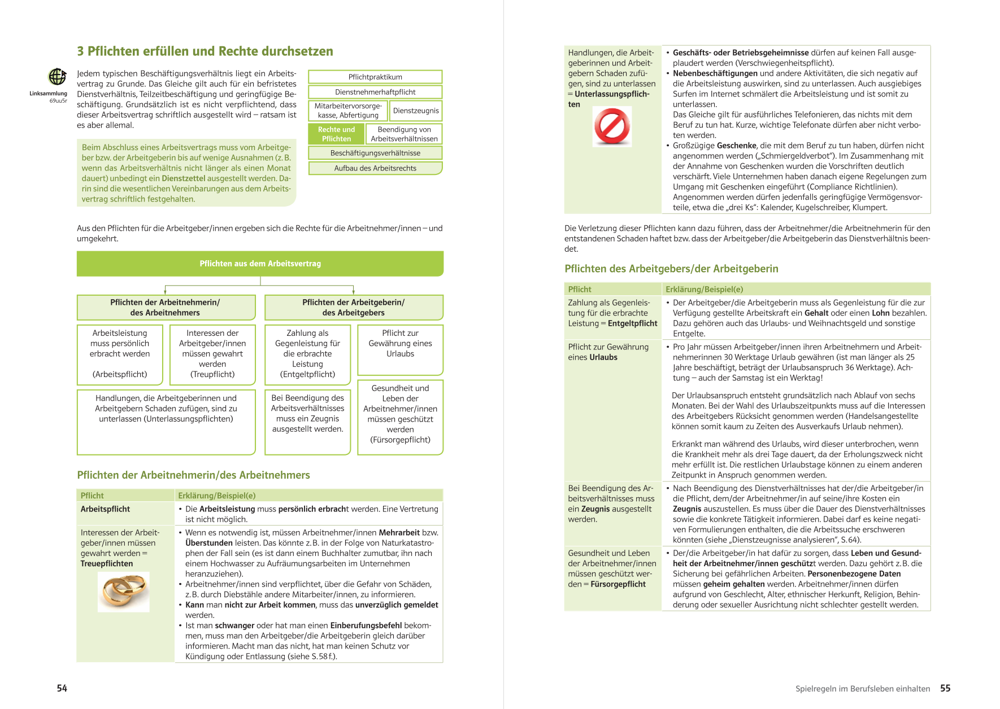 3 Pflichten erfüllen und Rechte durchsetzen
Linksammlung
69uu5r
Jedem typischen Beschäftigungsverhältnis liegt ein Arbeits-
vertrag zu Grunde. Das Gleiche gilt auch für ein befristetes
Dienstverhältnis, Teilzeitbeschäftigung und geringfügige Be-
schäftigung. Grundsätzlich ist es nicht verpflichtend, dass
dieser Arbeitsvertrag schriftlich ausgestellt wird – ratsam ist
es aber allemal.
Beim Abschluss eines Arbeitsvertrags muss vom Arbeitge-
ber bzw. der Arbeitgeberin bis auf wenige Ausnahmen (z. B.
wenn das Arbeitsverhältnis nicht länger als einen Monat
dauert) unbedingt ein Dienstzettel ausgestellt werden. Da-
rin sind die wesentlichen Vereinbarungen aus dem Arbeits-
vertrag schriftlich festgehalten.
Pflichtpraktikum
Dienstnehmerhaftpflicht
Mitarbeitervorsorge-
kasse, Abfertigung
Dienstzeugnis
Rechte und
Pflichten
Beendigung von
Arbeitsverhältnissen
Beschäftigungsverhältnisse
Aufbau des Arbeitsrechts
Aus den Pflichten für die Arbeitgeber/innen ergeben sich die Rechte für die Arbeitnehmer/innen – und
umgekehrt.
Pflichten aus dem Arbeitsvertrag
Pflichten der Arbeitnehmerin/
des Arbeitnehmers
Pflichten der Arbeitgeberin/
des Arbeitgebers
Arbeitsleistung
muss persönlich
erbracht werden
(Arbeitspflicht)
Interessen der
Arbeitgeber/innen
müssen gewahrt
werden
(Treupflicht)
Zahlung als
Gegenleistung für
die erbrachte
Leistung
(Entgeltpflicht)
Pflicht zur
Gewährung eines
Urlaubs
Handlungen, die Arbeitgeberinnen und
Arbeitgebern Schaden zufügen, sind zu
unterlassen (Unterlassungspflichten)
Bei Beendigung des
Arbeitsverhältnisses
muss ein Zeugnis
ausgestellt werden.
Gesundheit und
Leben der
Arbeitnehmer/innen
müssen geschützt
werden
(Fürsorgepflicht)
Pflichten der Arbeitnehmerin/des Arbeitnehmers
Pflicht
Erklärung/Beispiel(e)
Arbeitspflicht
• Die Arbeitsleistung muss persönlich erbracht werden. Eine Vertretung
ist nicht möglich.
Interessen der Arbeit-
geber/innen müssen
gewahrt werden =
Treuepflichten
• Wenn es notwendig ist, müssen Arbeitnehmer/innen Mehrarbeit bzw.
Überstunden leisten. Das könnte z. B. in der Folge von Naturkatastro-
phen der Fall sein (es ist dann einem Buchhalter zumutbar, ihn nach
einem Hochwasser zu Aufräumungsarbeiten im Unternehmen
heranzuziehen).
• Arbeitnehmer/innen sind verpflichtet, über die Gefahr von Schäden,
z. B. durch Diebstähle andere Mitarbeiter/innen, zu informieren.
• Kann man nicht zur Arbeit kommen, muss das unverzüglich gemeldet
werden.
• Ist man schwanger oder hat man einen Einberufungsbefehl bekom-
men, muss man den Arbeitgeber/die Arbeitgeberin gleich darüber
informieren. Macht man das nicht, hat man keinen Schutz vor
Kündigung oder Entlassung (siehe S. 58 f.).
54
Handlungen, die Arbeit-
geberinnen und Arbeit-
gebern Schaden zufü-
gen, sind zu unterlassen
= Unterlassungspflich-
ten
• Geschäfts- oder Betriebsgeheimnisse dürfen auf keinen Fall ausge-
plaudert werden (Verschwiegenheitspflicht).
• Nebenbeschäftigungen und andere Aktivitäten, die sich negativ auf
die Arbeitsleistung auswirken, sind zu unterlassen. Auch ausgiebiges
Surfen im Internet schmälert die Arbeitsleistung und ist somit zu
unterlassen.
Das Gleiche gilt für ausführliches Telefonieren, das nichts mit dem
Beruf zu tun hat. Kurze, wichtige Telefonate dürfen aber nicht verbo-
ten werden.
• Großzügige Geschenke, die mit dem Beruf zu tun haben, dürfen nicht
angenommen werden („Schmiergeldverbot“). Im Zusammenhang mit
der Annahme von Geschenken wurden die Vorschriften deutlich
verschärft. Viele Unternehmen haben danach eigene Regelungen zum
Umgang mit Geschenken eingeführt (Compliance Richtlinien).
Angenommen werden dürfen jedenfalls geringfügige Vermögensvor-
teile, etwa die „drei Ks“: Kalender, Kugelschreiber, Klumpert.
Die Verletzung dieser Pflichten kann dazu führen, dass der Arbeitnehmer/die Arbeitnehmerin für den
entstandenen Schaden haftet bzw. dass der Arbeitgeber/die Arbeitgeberin das Dienstverhältnis been-
det.
Pflichten des Arbeitgebers/der Arbeitgeberin
Pflicht
Erklärung/Beispiel(e)
Zahlung als Gegenleis-
tung für die erbrachte
Leistung = Entgeltpflicht
• Der Arbeitgeber/die Arbeitgeberin muss als Gegenleistung für die zur
Verfügung gestellte Arbeitskraft ein Gehalt oder einen Lohn bezahlen.
Dazu gehören auch das Urlaubs- und Weihnachtsgeld und sonstige
Entgelte.
Pflicht zur Gewährung
eines Urlaubs
• Pro Jahr müssen Arbeitgeber/innen ihren Arbeitnehmern und Arbeit-
nehmerinnen 30 Werktage Urlaub gewähren (ist man länger als 25
Jahre beschäftigt, beträgt der Urlaubsanspruch 36 Werktage). Ach-
tung – auch der Samstag ist ein Werktag!
Der Urlaubsanspruch entsteht grundsätzlich nach Ablauf von sechs
Monaten. Bei der Wahl des Urlaubszeitpunkts muss auf die Interessen
des Arbeitgebers Rücksicht genommen werden (Handelsangestellte
können somit kaum zu Zeiten des Ausverkaufs Urlaub nehmen).
Erkrankt man während des Urlaubs, wird dieser unterbrochen, wenn
die Krankheit mehr als drei Tage dauert, da der Erholungszweck nicht
mehr erfüllt ist. Die restlichen Urlaubstage können zu einem anderen
Zeitpunkt in Anspruch genommen werden.
Bei Beendigung des Ar-
beitsverhältnisses muss
ein Zeugnis ausgestellt
werden.
• Nach Beendigung des Dienstverhältnisses hat der/die Arbeitgeber/in
die Pflicht, dem/der Arbeitnehmer/in auf seine/ihre Kosten ein
Zeugnis auszustellen. Es muss über die Dauer des Dienstverhältnisses
sowie die konkrete Tätigkeit informieren. Dabei darf es keine negati-
ven Formulierungen enthalten, die die Arbeitssuche erschweren
könnten (siehe „Dienstzeugnisse analysieren“, S. 64).
Gesundheit und Leben
der Arbeitnehmer/innen
müssen geschützt wer-
den = Fürsorgepflicht
• Der/die Arbeitgeber/in hat dafür zu sorgen, dass Leben und Gesund-
heit der Arbeitnehmer/innen geschützt werden. Dazu gehört z. B. die
Sicherung bei gefährlichen Arbeiten. Personenbezogene Daten
müssen geheim gehalten werden. Arbeitnehmer/innen dürfen
aufgrund von Geschlecht, Alter, ethnischer Herkunft, Religion, Behin-
derung oder sexueller Ausrichtung nicht schlechter gestellt werden.
Spielregeln im Berufsleben einhalten 55